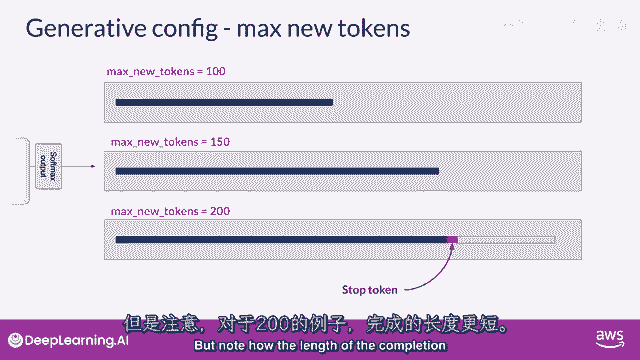 Generative config - max new tokens
max_new_tokens = 100
max_new_tokens = 150
Softmax
output
max_new_tokens = 200
Stop token
但是注意，对于200的例子，完成的长度更短。
But note how the length of the completion
DeepLearning.AI
aws